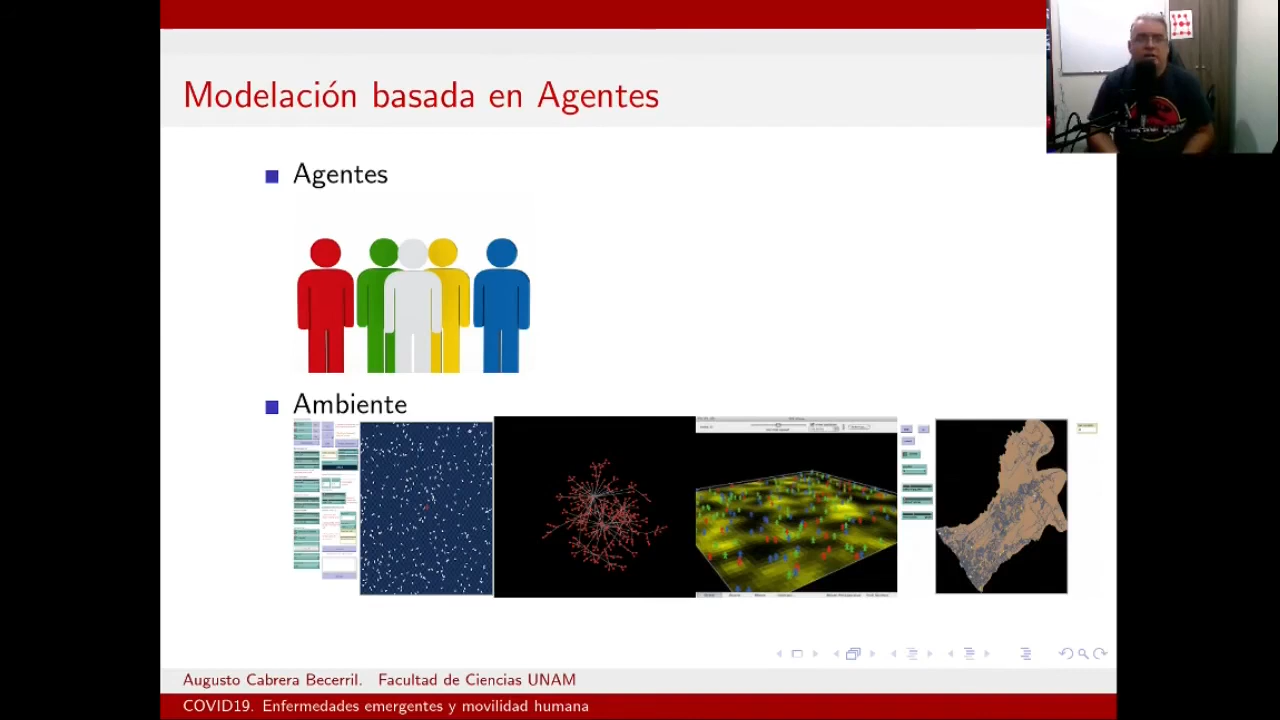 Modelación basada en Agentes
Agentes
Ambiente
Augusto Cabrera Becerril. Facultad de Ciencias UNAM
COVID19. Enfermedades emergentes y movilidad humana